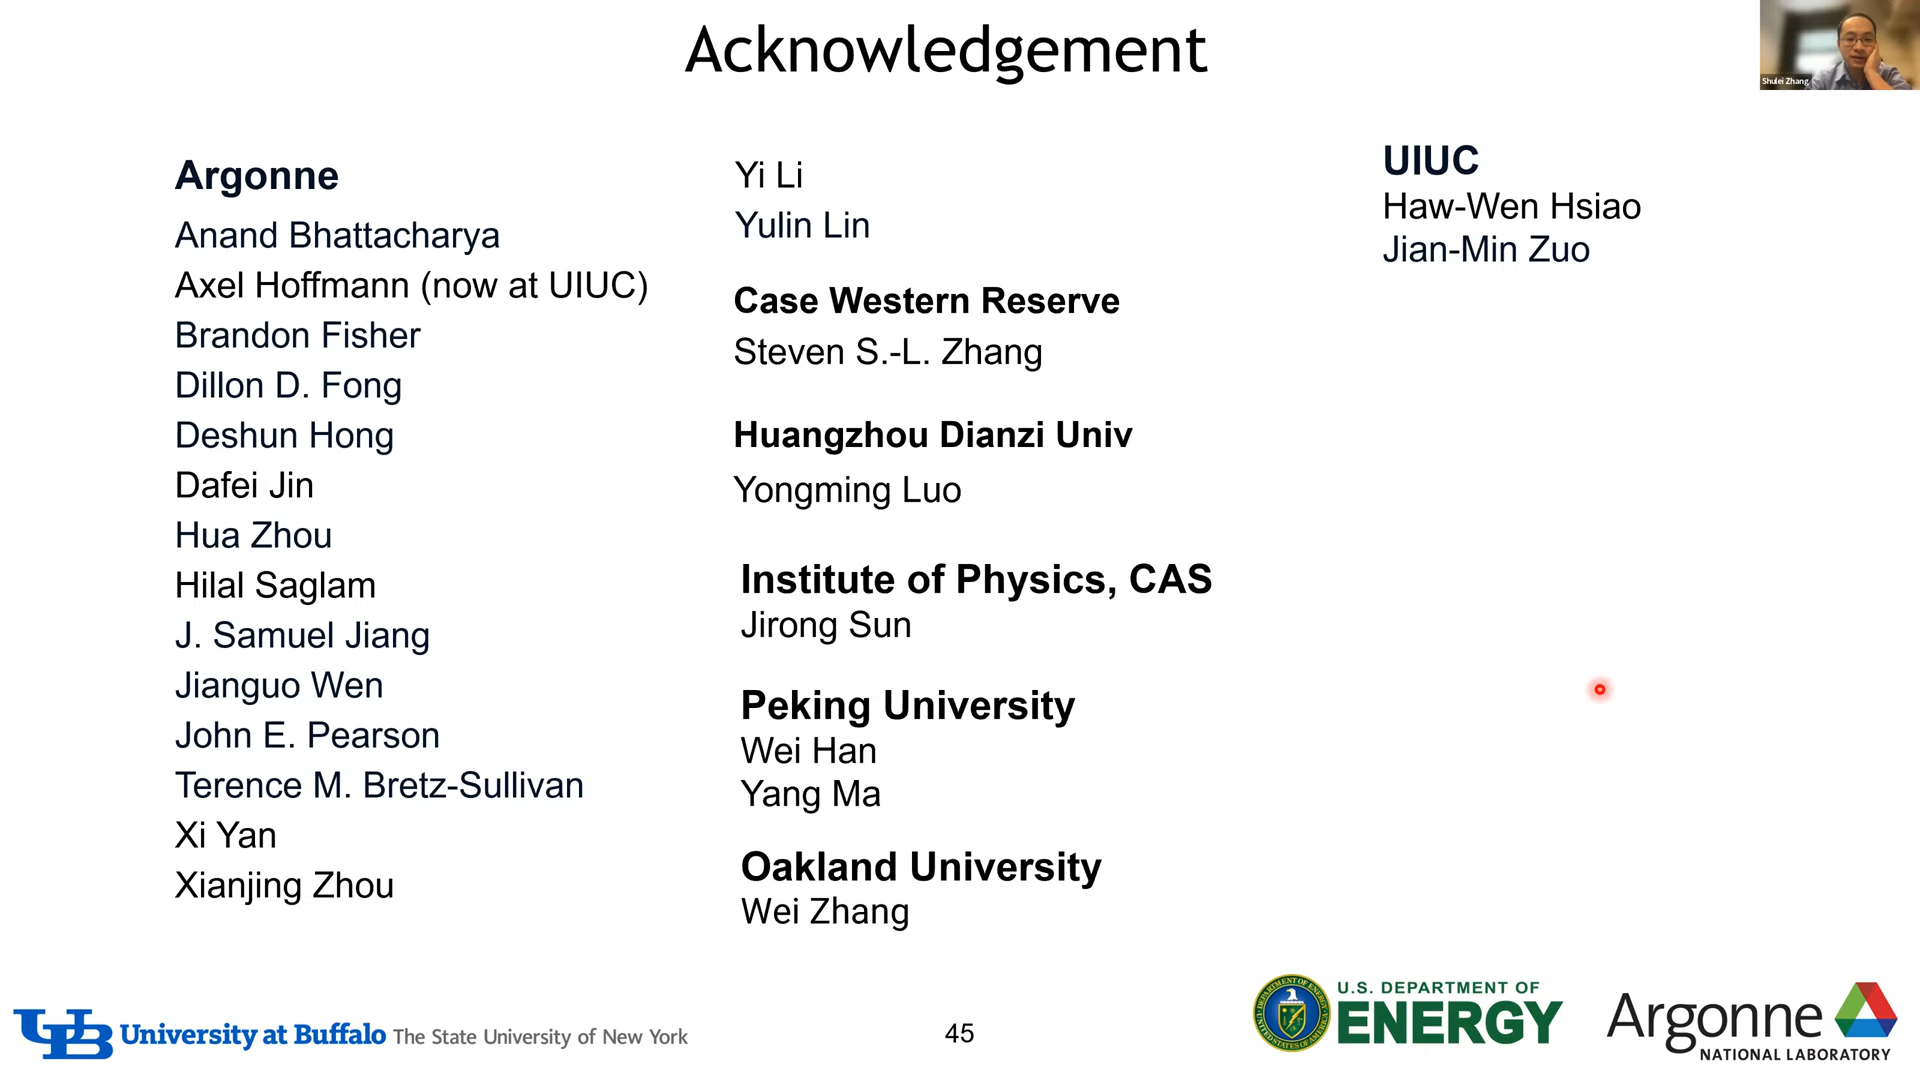 Acknowledgement
Shulei Zhang
Argonne
Anand Bhattacharya
Axel Hoffmann (now at UIUC)
Brandon Fisher
Dillon D. Fong
Deshun Hong
Dafei Jin
Hua Zhou
Hilal Saglam
J. Samuel Jiang
Jianguo Wen
John E. Pearson
Terence M. Bretz-Sullivan
Xi Yan
Xianjing Zhou
Yi Li
Yulin Lin
Case Western Reserve
Steven S.-L. Zhang
Huangzhou Dianzi Univ
Yongming Luo
Institute of Physics, CAS
Jirong Sun
Peking University
Wei Han
Yang Ma
Oakland University
Wei Zhang
UIUC
Haw-Wen Hsiao
Jian-Min Zuo
UB University at Buffalo The State University of New York
45
U.S. DEPARTMENT OF
ENERGY
Argonne
NATIONAL LABORATORY